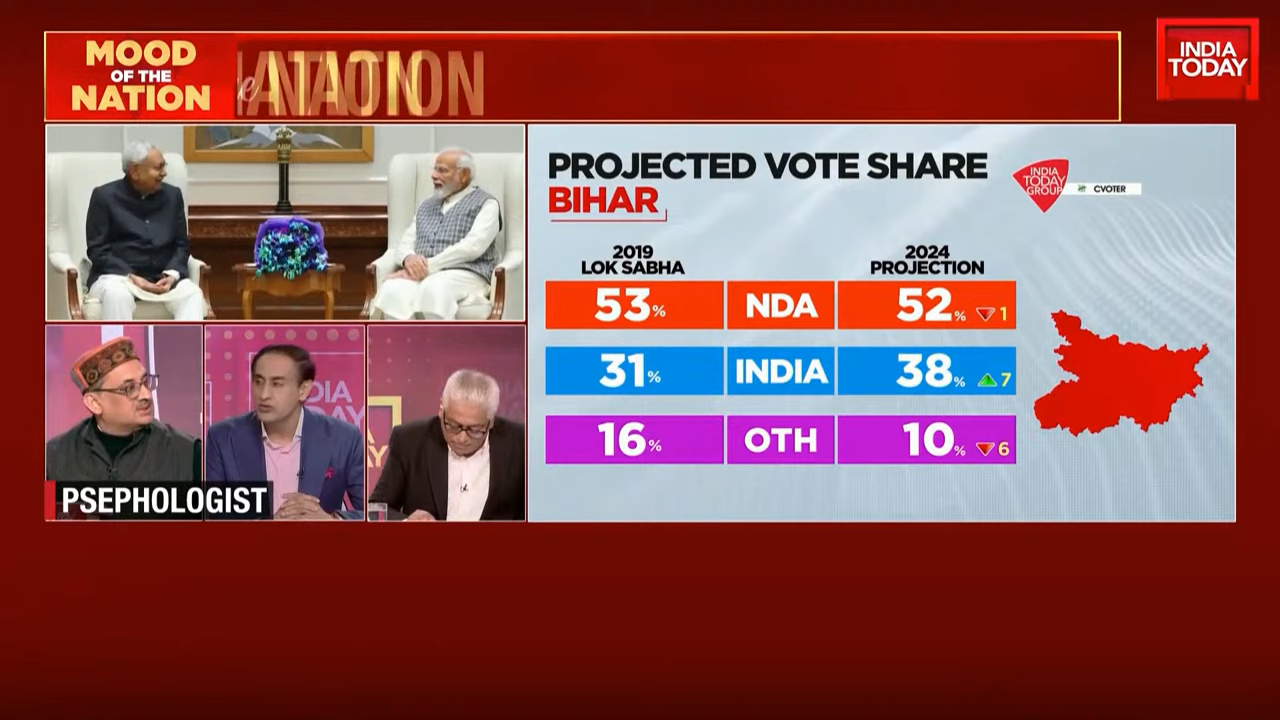 MOOD
OF THE
NATION
INDIA
TODAY
PROJECTED VOTE SHARE
BIHAR
INDIA
TODAY
GROUP
CVOTER
2019
LOK SABHA
2024
PROJECTION
53% NDA 52% 1
31% INDIA 38% 7
16% OTH 10% 6
PSEPHOLOGIST